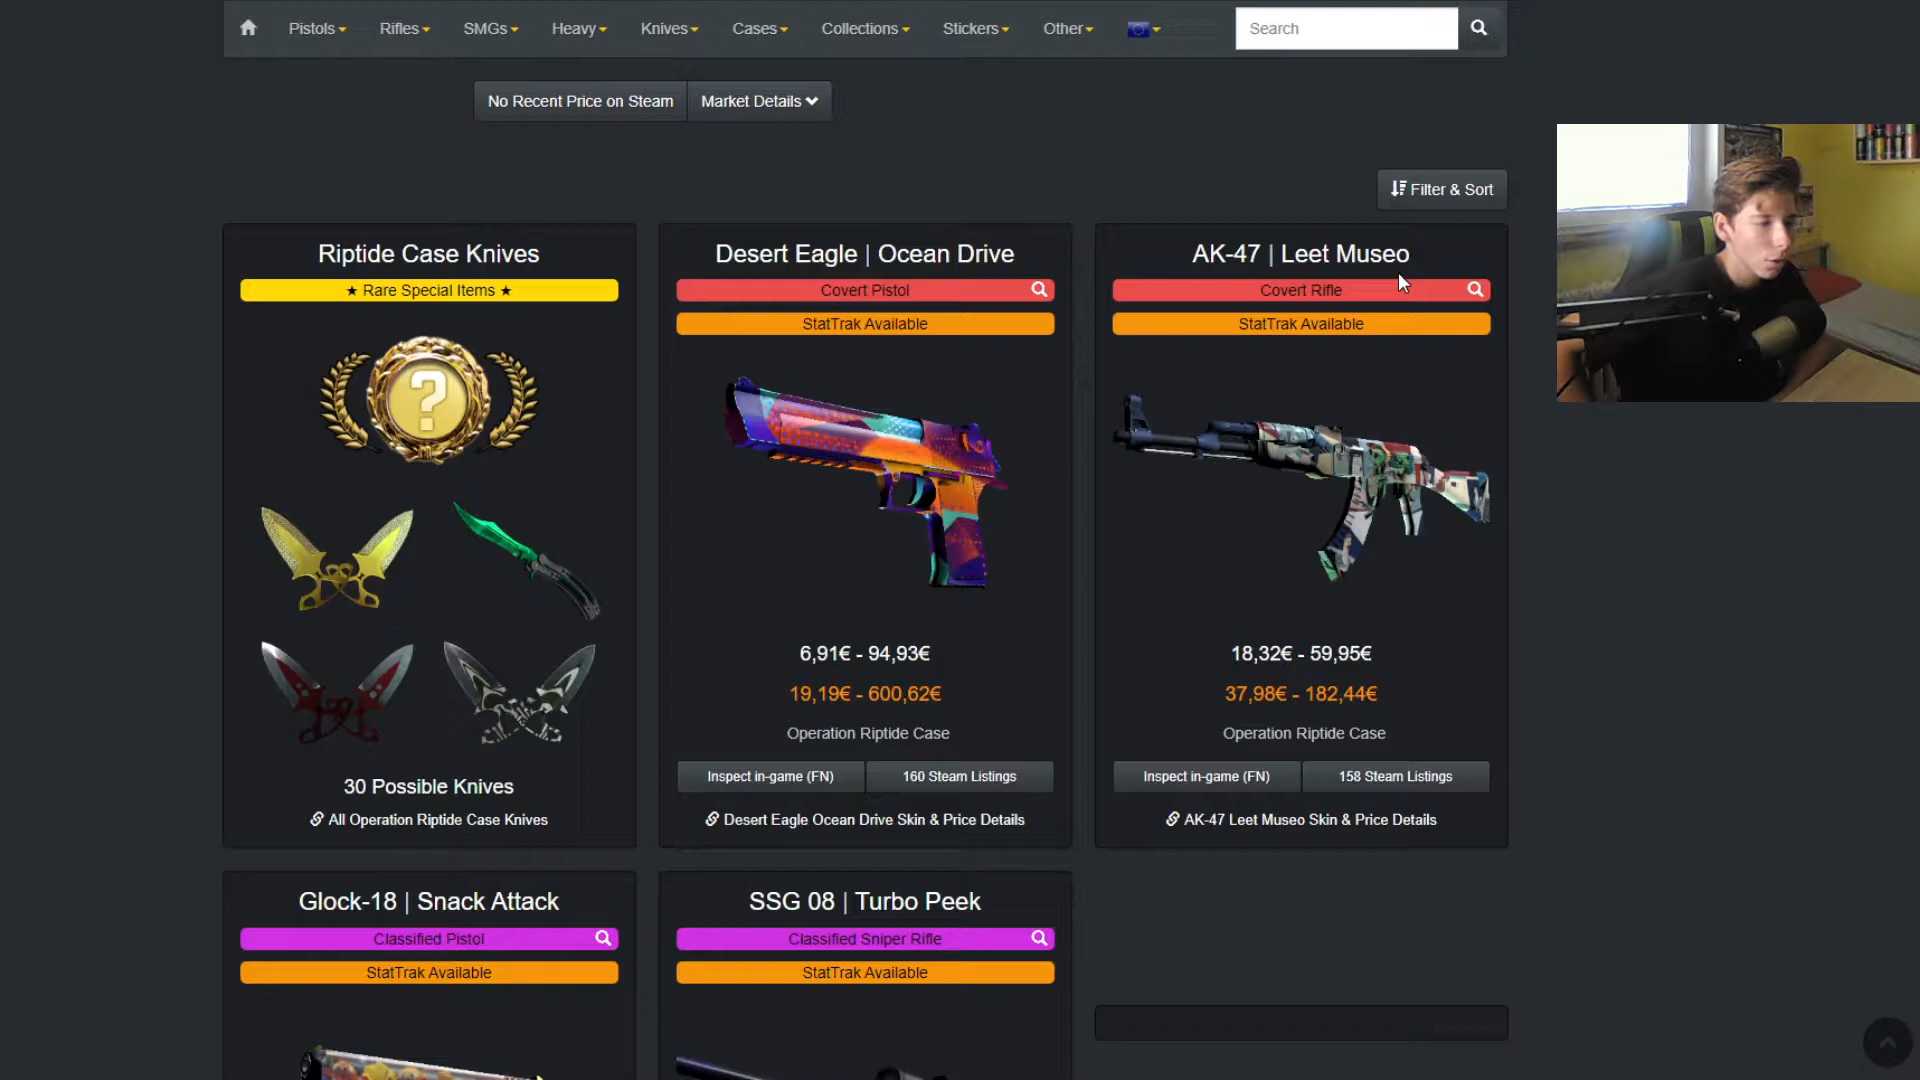 Pistols Rifles SMGs Heavy Knives Cases Collections Stickers Other Search
No Recent Price on Steam Market Details
Filter & Sort
Riptide Case Knives
★ Rare Special Items ★
?
30 Possible Knives
All Operation Riptide Case Knives
Desert Eagle | Ocean Drive
Covert Pistol
StatTrak Available
6,91€ - 94,93€
19,19€ - 600,62€
Operation Riptide Case
Inspect in-game (FN) 160 Steam Listings
Desert Eagle Ocean Drive Skin & Price Details
AK-47 | Leet Museo
Covert Rifle
StatTrak Available
18,32€ - 59,95€
37,98€ - 182,44€
Operation Riptide Case
Inspect in-game (FN) 158 Steam Listings
AK-47 Leet Museo Skin & Price Details
Glock-18 | Snack Attack
Classified Pistol
StatTrak Available
SSG 08 | Turbo Peek
Classified Sniper Rifle
StatTrak Available